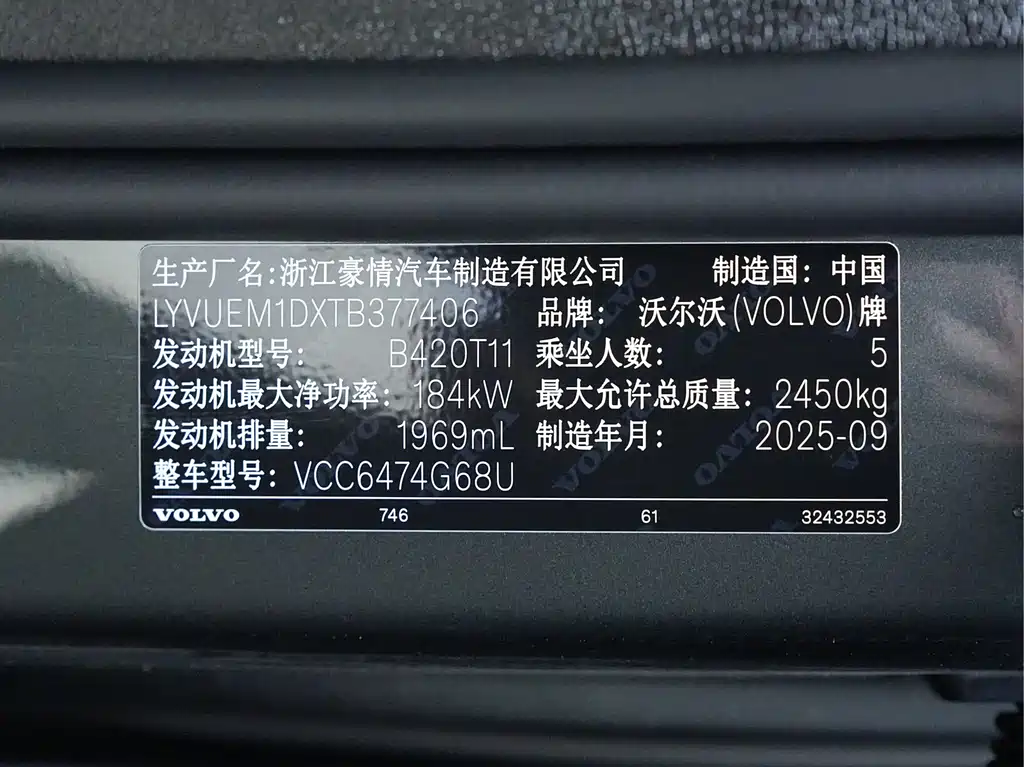 生产厂名:浙江豪情汽车制造有限公司 制造国：中国
LYVUEM1DXTB377406 品牌： 沃尔沃(VOLVO)牌
发动机型号： B420T11 乘坐人数： 5
发动机最大净功率： 184kW 最大允许总质量： 2450kg
发动机排量： 1969mL 制造年月： 2025-09
整车型号： VCC6474G68U
VOLVO 746 61 32432553